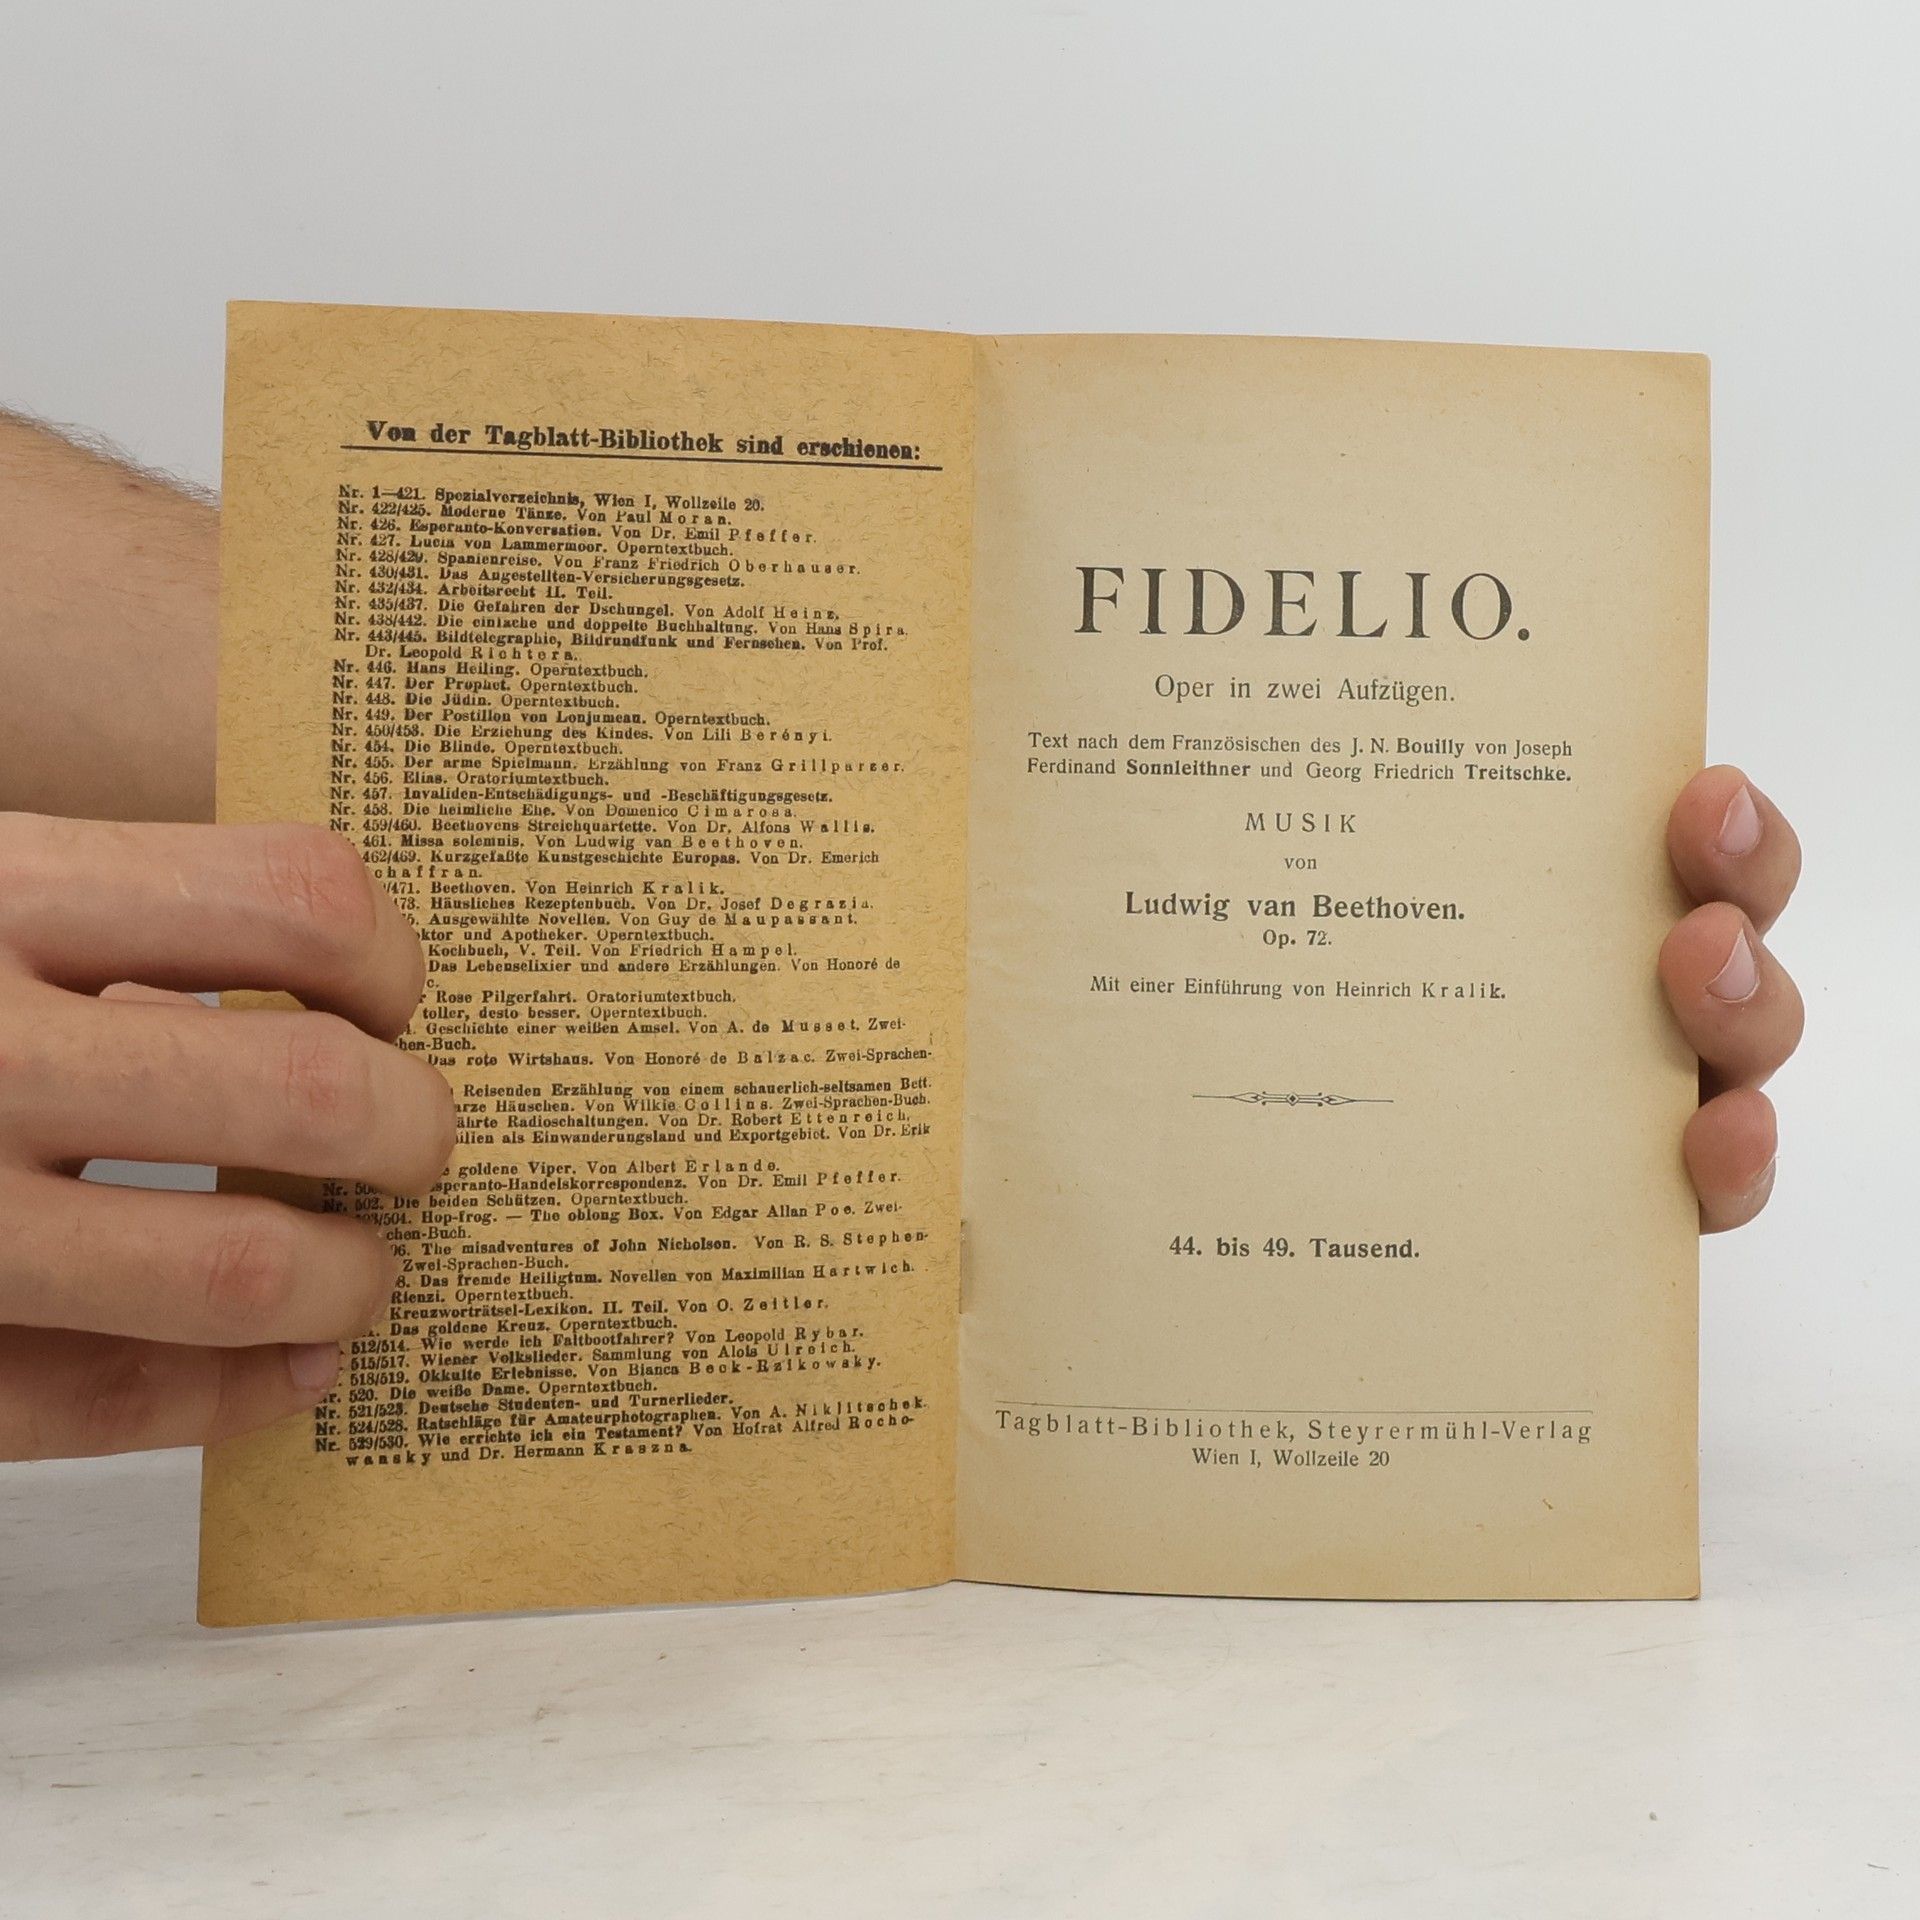 Von der Tagblatt-Bibliothek sind erschienen:
Nr. 1—421. Spezialverzeichnis, Wien I, Wollzeile 20.
Nr. 422/425. Moderne Tänze. Von Paul Moran.
Nr. 426. Esperanto-Konversation. Von Dr. Emil Pfeffer.
Nr. 427. Lucia von Lammermoor. Operntextbuch.
Nr. 428/429. Spanienreise. Von Franz Friedrich Oberhauser.
Nr. 430/431. Das Angestellten-Versicherungsgesetz.
Nr. 432/434. Arbeitsrecht II. Teil.
Nr. 435/437. Die Gefahren der Dschungel. Von Adolf Heinz.
Nr. 438/442. Die einfache und doppelte Buchhaltung. Von Hans Spira.
Nr. 443/445. Bildtelegraphie, Bildrundfunk und Fernsehen. Von Prof.
Dr. Leopold Richtera.
Nr. 446. Hans Heiling. Operntextbuch.
Nr. 447. Der Prophet. Operntextbuch.
Nr. 448. Die Jüdin. Operntextbuch.
Nr. 449. Der Postillon von Lonjumeau. Operntextbuch.
Nr. 450/453. Die Erziehung des Kindes. Von Lili Berényi.
Nr. 454. Die Blinde. Operntextbuch.
Nr. 455. Der arme Spielmann. Erzählung von Franz Grillparzer.
Nr. 456. Elias. Oratoriumtextbuch.
Nr. 457. Invaliden-Entschädigungs- und -Beschäftigungsgesetz.
Nr. 458. Die heimliche Ehe. Von Domenico Cimarosa.
Nr. 459/460. Beethovens Streichquartette. Von Dr. Alfons Wallis.
461. Missa solemnis. Von Ludwig van Beethoven.
462/469. Kurzgefaßte Kunstgeschichte Europas. Von Dr. Emerich
chaffran.
/471. Beethoven. Von Heinrich Kralik.
173. Häusliches Rezeptenbuch. Von Dr. Josef Degrazia.
5. Ausgewählte Novellen. Von Guy de Maupassant.
ktor und Apotheker. Operntextbuch.
Kochbuch, V. Teil. Von Friedrich Hampel.
Das Lebenselixier und andere Erzählungen. Von Honoré de
c.
r Rose Pilgerfahrt. Oratoriumtextbuch.
toller, desto besser. Operntextbuch.
4. Geschichte einer weißen Amsel. Von A. de Musset. Zwei-
hen-Buch.
Das rote Wirtshaus. Von Honoré de Balzac. Zwei-Sprachen-
Reisenden Erzählung von einem schauerlich-seltsamen Bett.
arze Häuschen. Von Wilkie Collins. Zwei-Sprachen-Buch.
ährte Radioschaltungen. Von Dr. Robert Ettenreich.
ilien als Einwanderungsland und Exportgebiet. Von Dr. Erik
goldene Viper. Von Albert Erlande.
Nr. 50 speranto-Handelskorrespondenz. Von Dr. Emil Pfeffer.
Nr. 502. Die beiden Schützen. Operntextbuch.
503/504. Hop-frog. — The oblong Box. Von Edgar Allan Poe. Zwei-
chen-Buch.
06. The misadventures of John Nicholson. Von R. S. Stephen-
Zwei-Sprachen-Buch.
8. Das fremde Heiligtum. Novellen von Maximilian Hartwich.
Rienzi. Operntextbuch.
Kreuzworträtsel-Lexikon. II. Teil. Von O. Zeitler.
Das goldene Kreuz. Operntextbuch.
512/514. Wie werde ich Faltbootfahrer? Von Leopold Rybar.
515/517. Wiener Volkslieder. Sammlung von Alois Ulreich.
518/519. Okkulte Erlebnisse. Von Bianca Beck-Rzikowsky.
Nr. 520. Die weiße Dame. Operntextbuch.
Nr. 521/523. Deutsche Studenten- und Turnerlieder.
Nr. 524/528. Ratschläge für Amateurphotographen. Von A. Niklitschek.
Nr. 529/530. Wie errichte ich ein Testament? Von Hofrat Alfred Rocho-
wansky und Dr. Hermann Kraszna.
FIDELIO.
Oper in zwei Aufzügen.
Text nach dem Französischen des J. N. Bouilly von Joseph
Ferdinand Sonnleithner und Georg Friedrich Treitschke.
MUSIK
von
Ludwig van Beethoven.
Op. 72.
Mit einer Einführung von Heinrich Kralik.
44. bis 49. Tausend.
Tagblatt-Bibliothek, Steyrermühl-Verlag
Wien I, Wollzeile 20